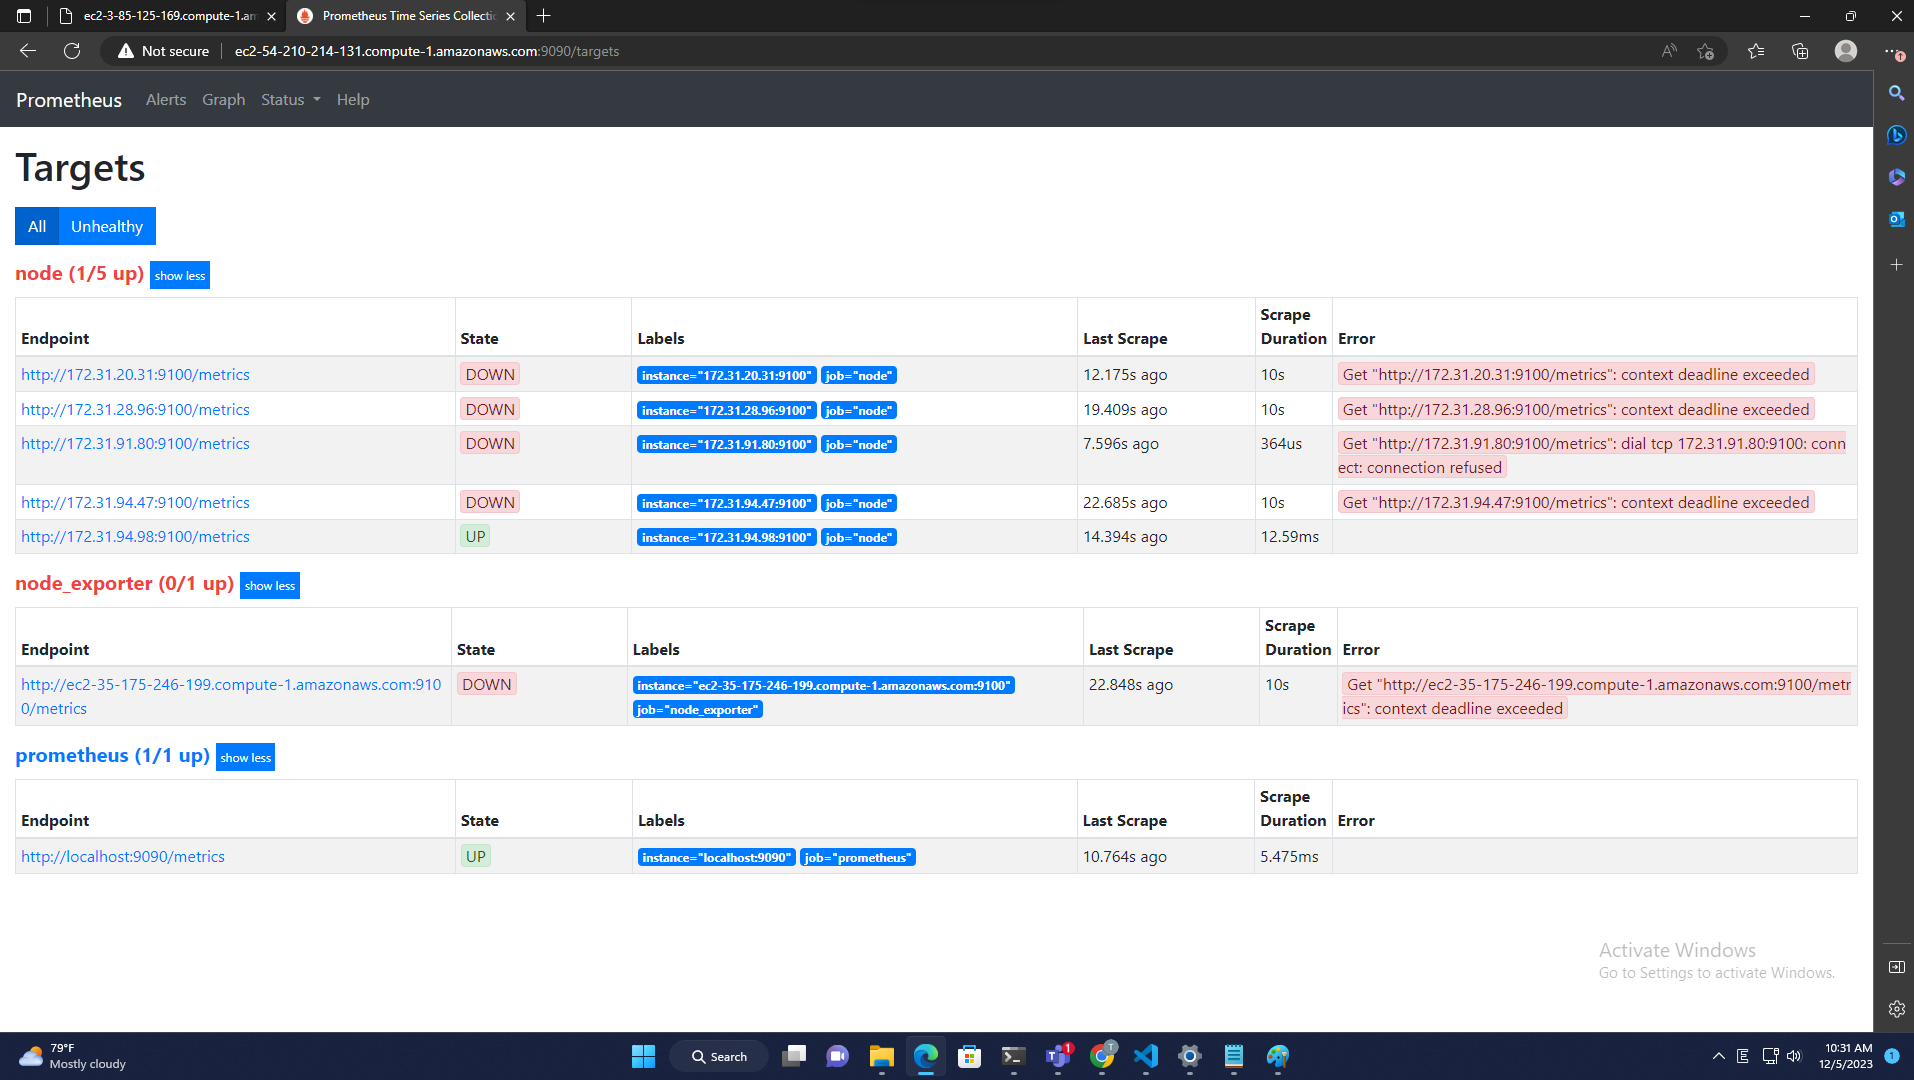 ec2-3-85-125-169.compute-1.am
Prometheus Time Series Collectio
Not secure
ec2-54-210-214-131.compute-1.amazonaws.com:9090/targets
Prometheus Alerts Graph Status Help
Targets
All Unhealthy
node (1/5 up) show less
Endpoint State Labels Last Scrape Scrape Duration Error
http://172.31.20.31:9100/metrics DOWN instance="172.31.20.31:9100" job="node" 12.175s ago 10s Get "http://172.31.20.31:9100/metrics": context deadline exceeded
http://172.31.28.96:9100/metrics DOWN instance="172.31.28.96:9100" job="node" 19.409s ago 10s Get "http://172.31.28.96:9100/metrics": context deadline exceeded
http://172.31.91.80:9100/metrics DOWN instance="172.31.91.80:9100" job="node" 7.596s ago 364us Get "http://172.31.91.80:9100/metrics": dial tcp 172.31.91.80:9100: conn
ect: connection refused
http://172.31.94.47:9100/metrics DOWN instance="172.31.94.47:9100" job="node" 22.685s ago 10s Get "http://172.31.94.47:9100/metrics": context deadline exceeded
http://172.31.94.98:9100/metrics UP instance="172.31.94.98:9100" job="node" 14.394s ago 12.59ms
node_exporter (0/1 up) show less
Endpoint State Labels Last Scrape Scrape Duration Error
http://ec2-35-175-246-199.compute-1.amazonaws.com:910 DOWN instance="ec2-35-175-246-199.compute-1.amazonaws.com:9100" 22.848s ago 10s Get "http://ec2-35-175-246-199.compute-1.amazonaws.com:9100/metr
0/metrics job="node_exporter" ics": context deadline exceeded
prometheus (1/1 up) show less
Endpoint State Labels Last Scrape Scrape Duration Error
http://localhost:9090/metrics UP instance="localhost:9090" job="prometheus" 10.764s ago 5.475ms
Activate Windows
Go to Settings to activate Windows.
79°F
Mostly cloudy
Search
1
T
10:31 AM
12/5/2023
1